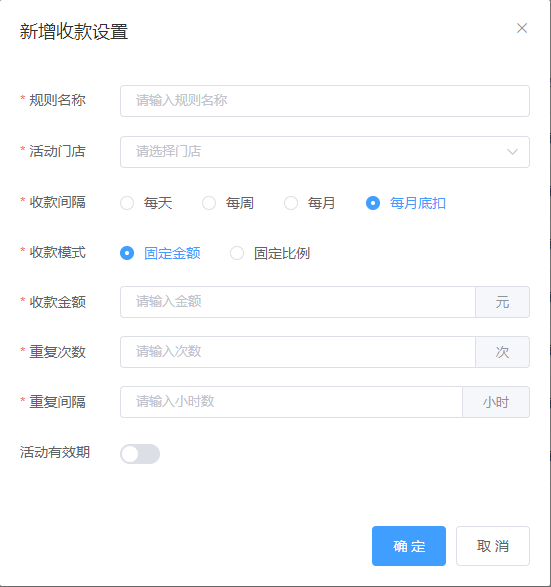 新增收款设置
* 规则名称 请输入规则名称
* 活动门店 请选择门店
* 收款间隔 每天 每周 每月 每月底扣
* 收款模式 固定金额 固定比例
* 收款金额 请输入金额 元
* 重复次数 请输入次数 次
* 重复间隔 请输入小时数 小时
活动有效期
确 定 取 消